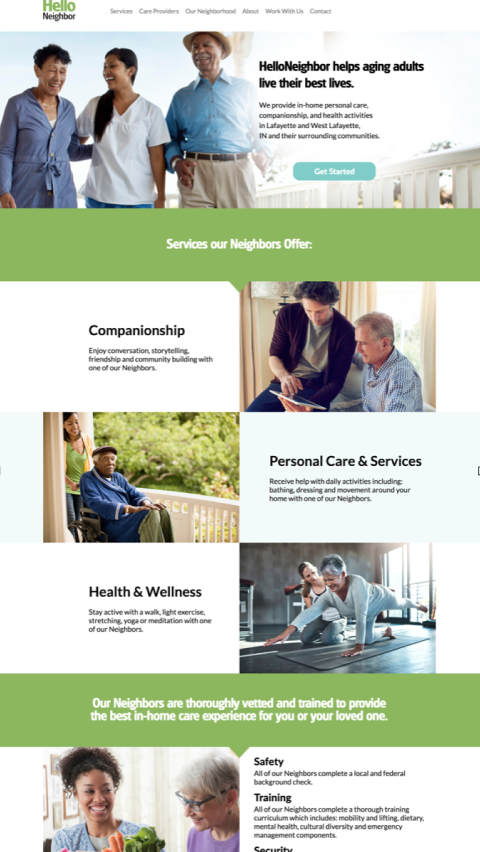 Hello
Neighbor
Services Care Providers Our Neighborhood About Work With Us Contact
HelloNeighbor helps aging adults
live their best lives.
We provide in-home personal care,
companionship, and health activities
in Lafayette and West Lafayette,
IN and their surrounding communities.
Get Started
Services our Neighbors Offer:
Companionship
Enjoy conversation, storytelling,
friendship and community building with
one of our Neighbors.
Personal Care & Services
Receive help with daily activities including:
bathing, dressing and movement around your
home with one of our Neighbors.
Health & Wellness
Stay active with a walk, light exercise,
stretching, yoga or meditation with one
of our Neighbors.
Our Neighbors are thoroughly vetted and trained to provide
the best in-home care experience for you or your loved one.
Safety
All of our Neighbors complete a local and federal
background check.
Training
All of our Neighbors complete a thorough training
curriculum which includes: mobility and lifting, dietary,
mental health, cultural diversity and emergency
management components.
Security